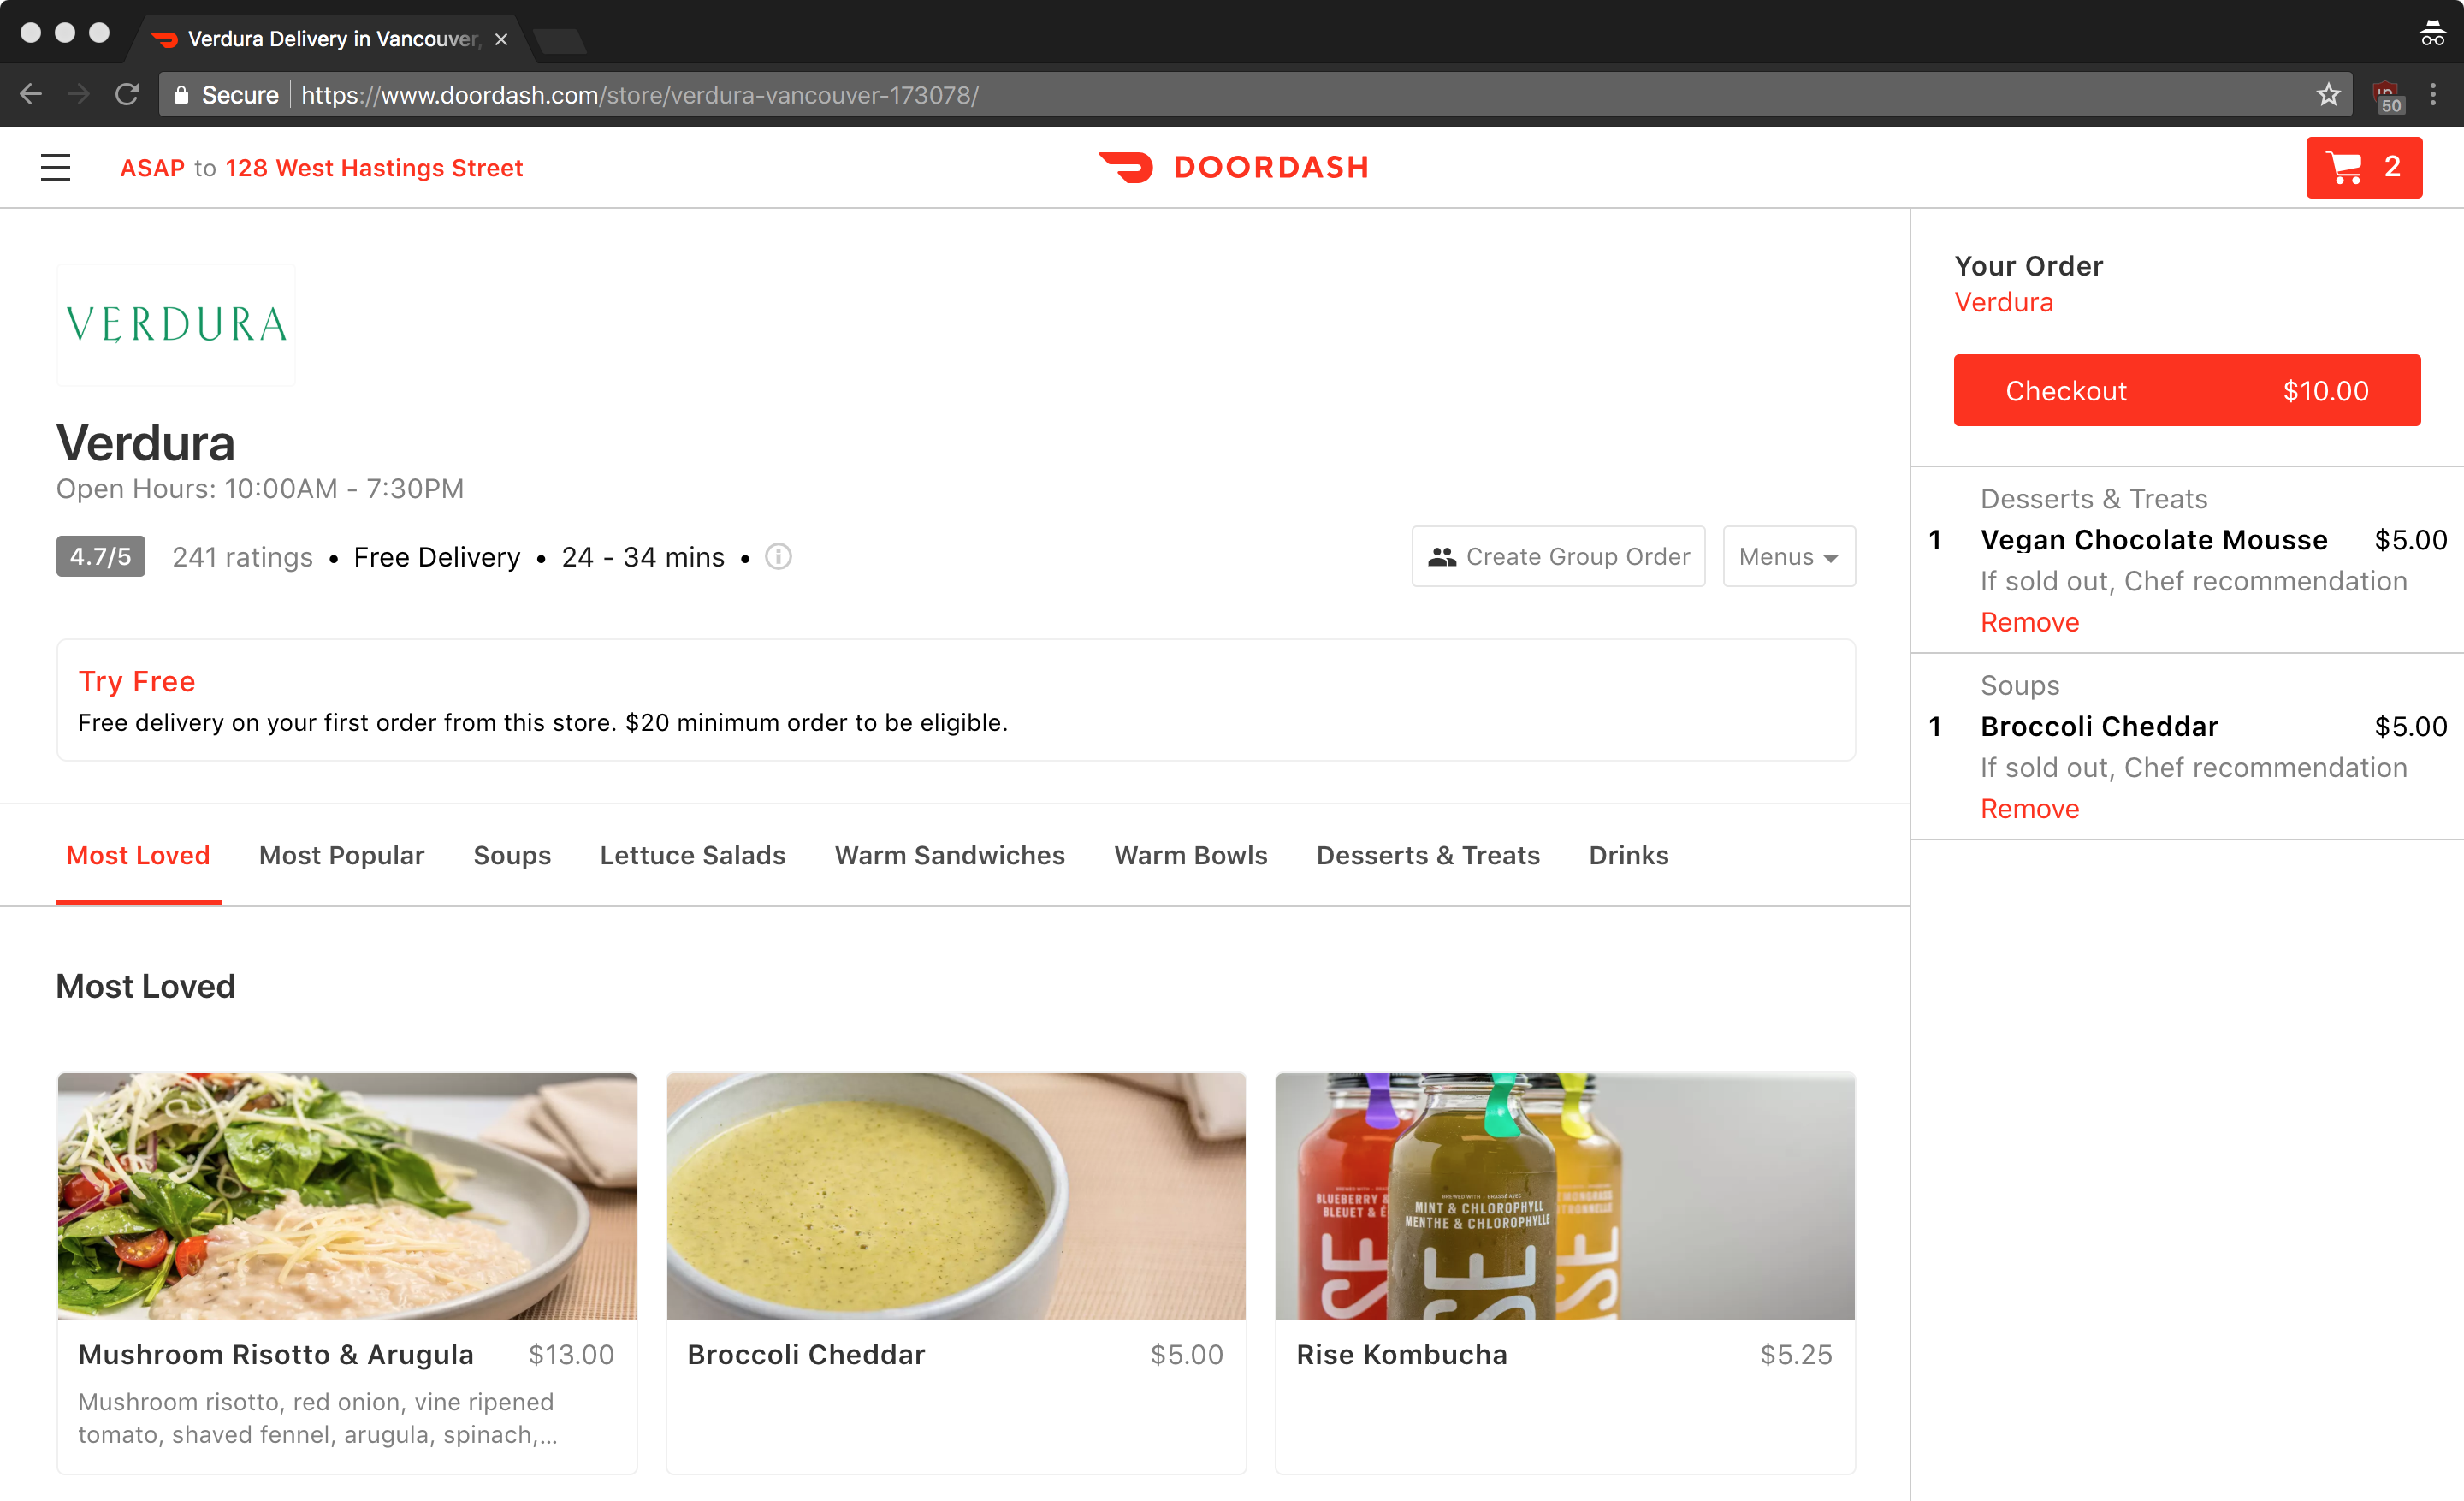 Verdura Delivery in Vancouver,
Secure https://www.doordash.com/store/verdura-vancouver-173078/
50
ASAP to 128 West Hastings Street
DOORDASH
2
VERDURA
Verdura
Open Hours: 10:00AM - 7:30PM
4.7/5 241 ratings • Free Delivery • 24 - 34 mins •
Create Group Order
Menus
Try Free
Free delivery on your first order from this store. $20 minimum order to be eligible.
Most Loved Most Popular Soups Lettuce Salads Warm Sandwiches Warm Bowls Desserts & Treats Drinks
Most Loved
Mushroom Risotto & Arugula $13.00
Mushroom risotto, red onion, vine ripened
tomato, shaved fennel, arugula, spinach,...
Broccoli Cheddar $5.00
BLUEBERRY &
BLEUET & É
BREWED WITH - BRASSÉ AVEC
MINT & CHLOROPHYLL
MENTHE & CHLOROPHYLLE
Rise Kombucha $5.25
Your Order
Verdura
Checkout $10.00
Desserts & Treats
1 Vegan Chocolate Mousse $5.00
If sold out, Chef recommendation
Remove
Soups
1 Broccoli Cheddar $5.00
If sold out, Chef recommendation
Remove